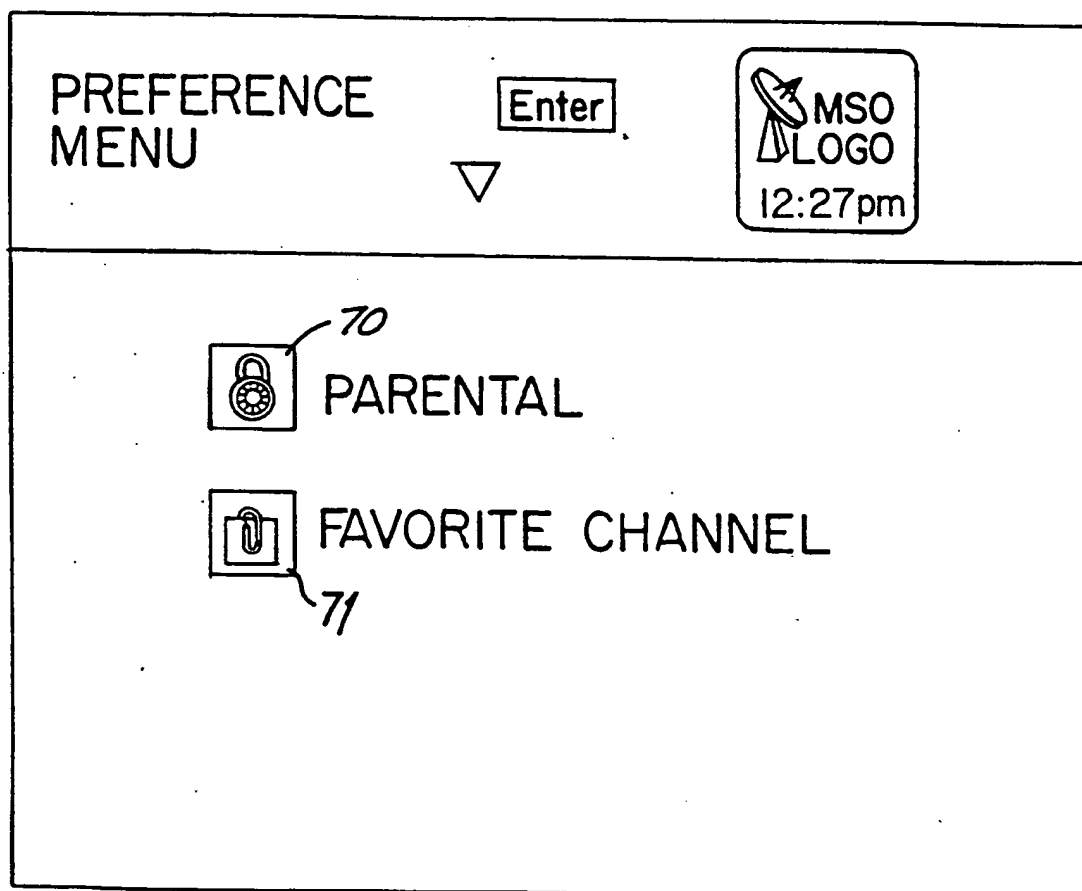 PREFERENCE
MENU
Enter
MSO
LOGO
12:27pm
70
PARENTAL
FAVORITE CHANNEL
71